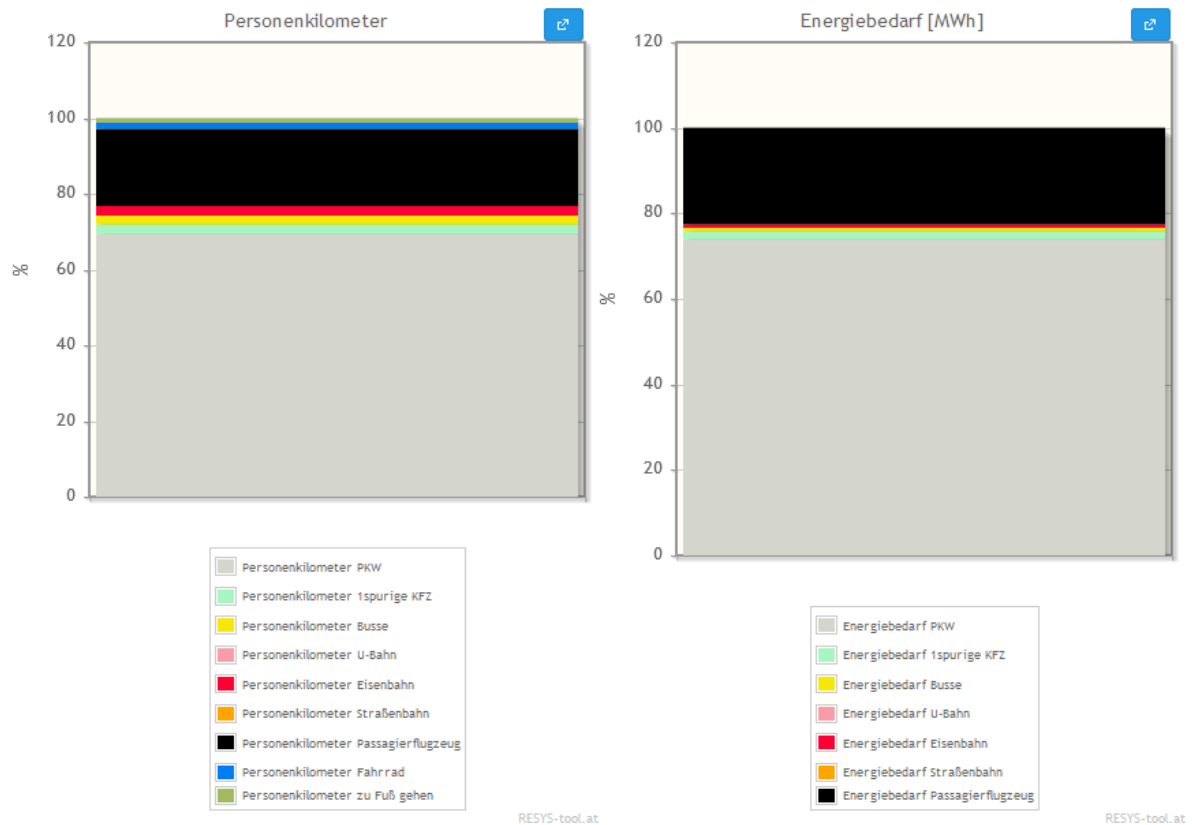 Personenkilometer
120
100
80
60
40
20
0
%
Personenkilometer PKW
Personenkilometer 1spurige KFZ
Personenkilometer Busse
Personenkilometer U-Bahn
Personenkilometer Eisenbahn
Personenkilometer Straßenbahn
Personenkilometer Passagierflugzeug
Personenkilometer Fahrrad
Personenkilometer zu Fuß gehen
RESYS-tool.at
Energiebedarf [MWh]
120
100
80
60
40
20
0
%
Energiebedarf PKW
Energiebedarf 1spurige KFZ
Energiebedarf Busse
Energiebedarf U-Bahn
Energiebedarf Eisenbahn
Energiebedarf Straßenbahn
Energiebedarf Passagierflugzeug
RESYS-tool.at